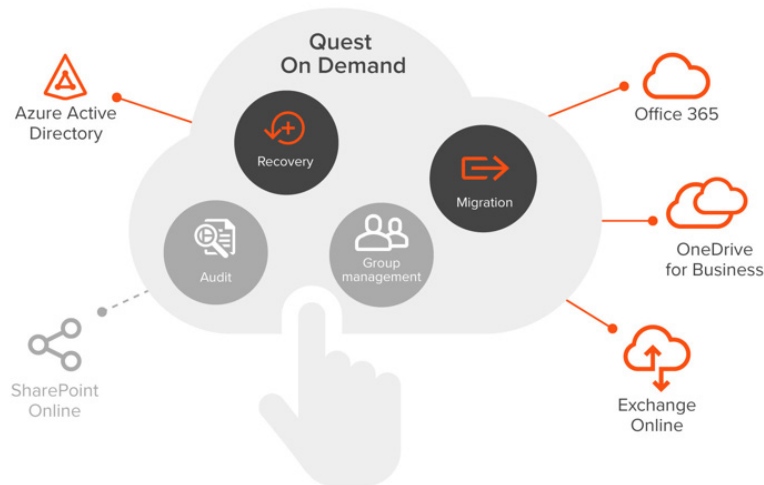 Quest
On Demand
Azure Active
Directory
Recovery
Migration
Office 365
Audit
Group
management
OneDrive
for Business
SharePoint
Online
Exchange
Online